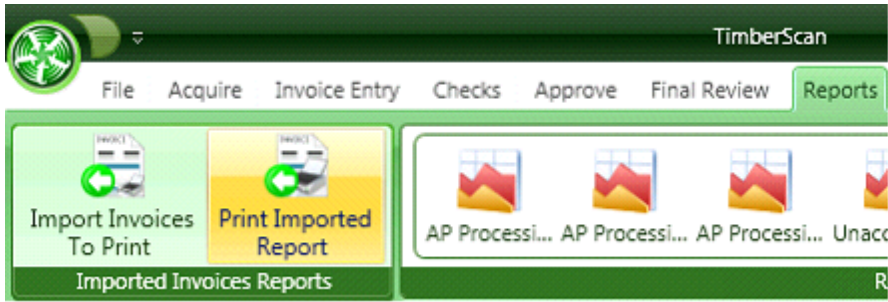 TimberScan
File Acquire Invoice Entry Checks Approve Final Review Reports
Import Invoices To Print
Print Imported Report
AP Processi... AP Processi... AP Processi... Unacc
Imported Invoices Reports
R